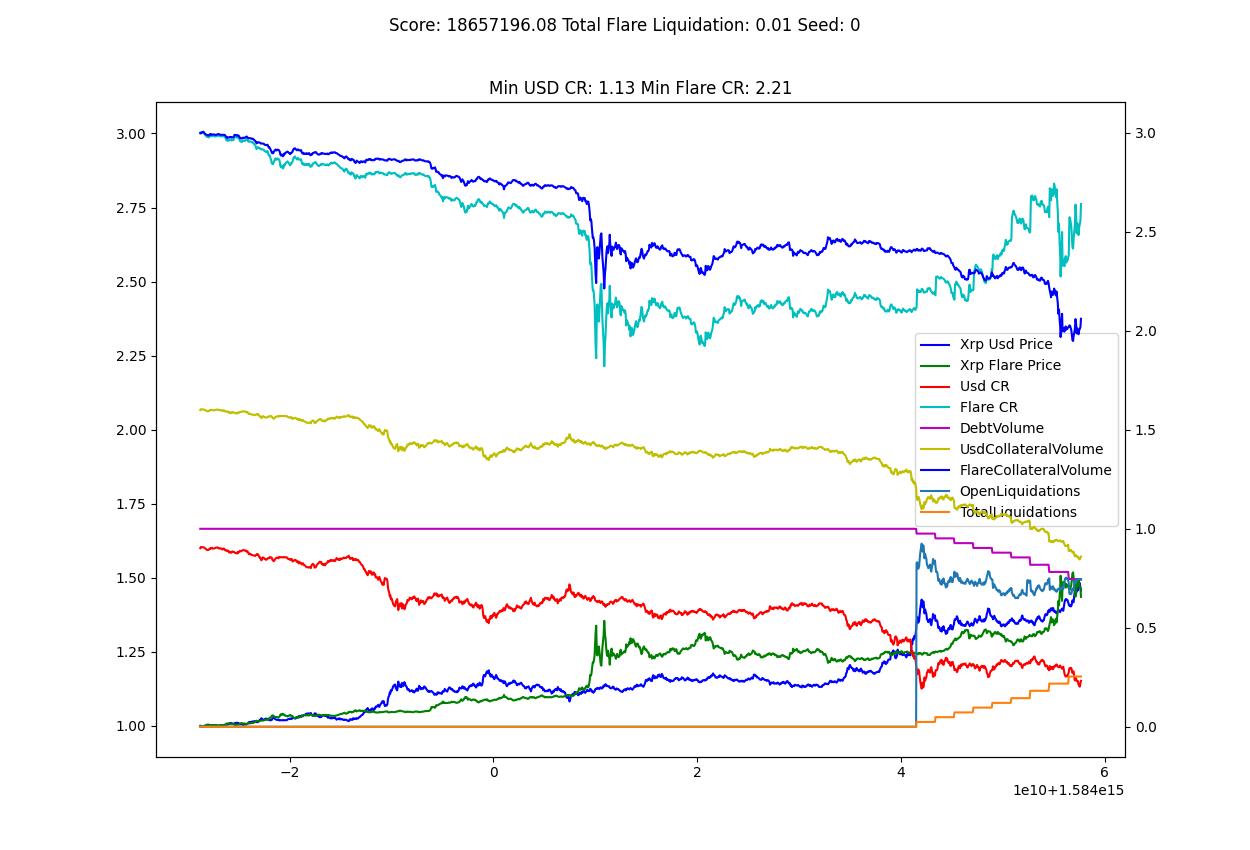 Score: 18657196.08 Total Flare Liquidation: 0.01 Seed: 0
Min USD CR: 1.13 Min Flare CR: 2.21
3.00
2.75
2.50
2.25
2.00
1.75
1.50
1.25
1.00
3.0
2.5
2.0
1.5
1.0
0.5
0.0
Xrp Usd Price
Xrp Flare Price
Usd CR
Flare CR
DebtVolume
UsdCollateralVolume
FlareCollateralVolume
OpenLiquidations
TotalLiquidations
−2 0 2 4 6
1e10+1.584e15